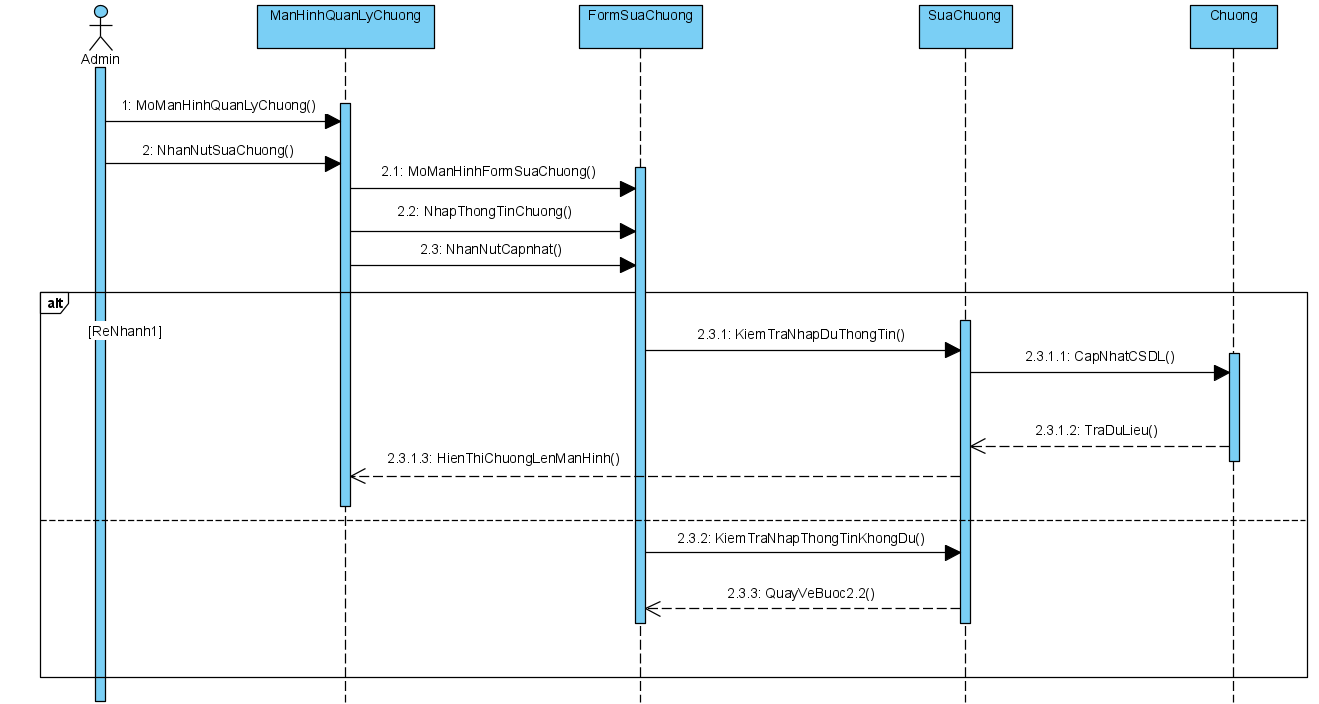 ManHinhQuanLyChuong
FormSuaChuong
SuaChuong
Chuong
Admin
1: MoManHinhQuanLyChuong()
2: NhanNutSuaChuong()
2.1: MoManHinhFormSuaChuong()
2.2: NhapThongTinChuong()
2.3: NhanNutCapnhat()
alt
[ReNhanh1]
2.3.1: KiemTraNhapDuThongTin()
2.3.1.1: CapNhatCSDL()
2.3.1.2: TraDuLieu()
2.3.1.3: HienThiChuongLenManHinh()
2.3.2: KiemTraNhapThongTinKhongDu()
2.3.3: QuayVeBuoc2.2()